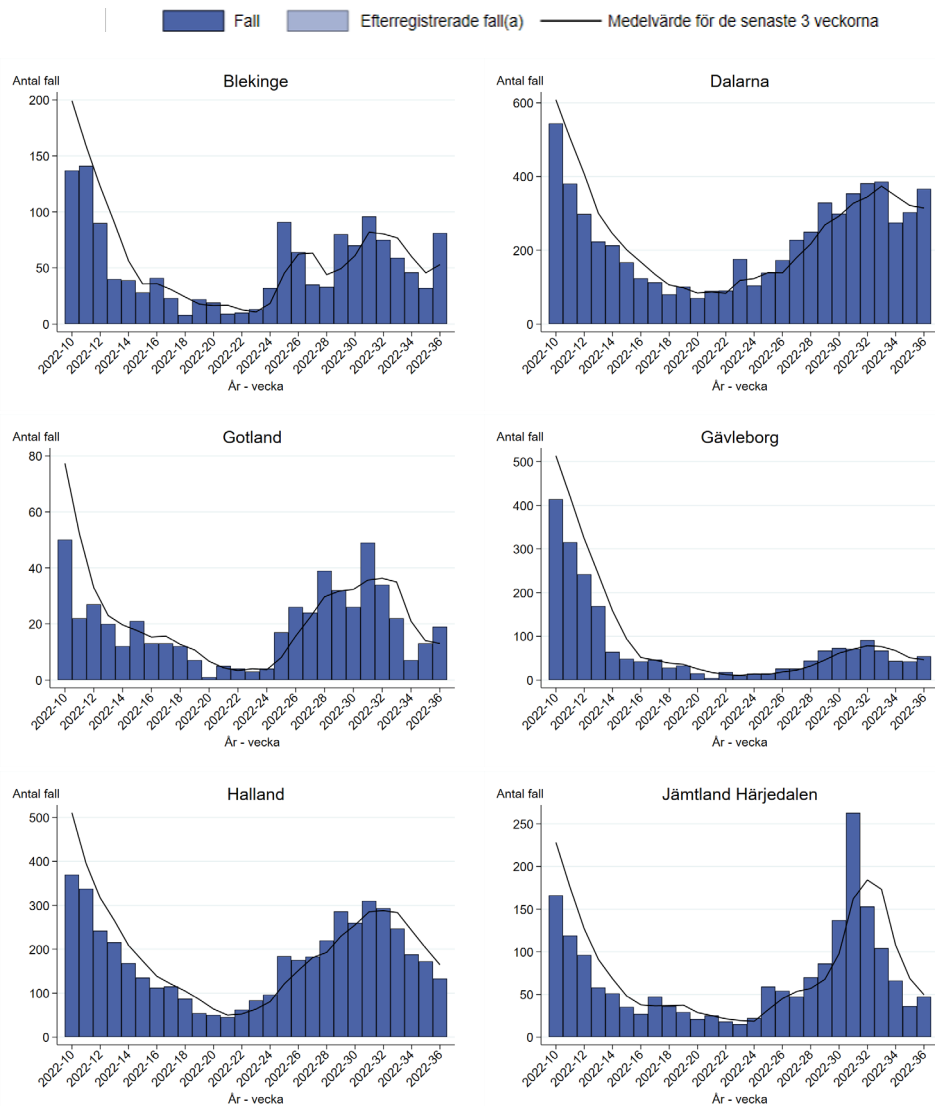 Fall Efterregistrerade fall(a) Medelvärde för de senaste 3 veckorna
Antal fall
Blekinge
200
150
100
50
0
2022-10 2022-12 2022-14 2022-16 2022-18 2022-20 2022-22 2022-24 2022-26 2022-28 2022-30 2022-32 2022-34 2022-36
År - vecka
Antal fall
Dalarna
600
400
200
0
2022-10 2022-12 2022-14 2022-16 2022-18 2022-20 2022-22 2022-24 2022-26 2022-28 2022-30 2022-32 2022-34 2022-36
År - vecka
Antal fall
Gotland
80
60
40
20
0
2022-10 2022-12 2022-14 2022-16 2022-18 2022-20 2022-22 2022-24 2022-26 2022-28 2022-30 2022-32 2022-34 2022-36
År - vecka
Antal fall
Gävleborg
500
400
300
200
100
0
2022-10 2022-12 2022-14 2022-16 2022-18 2022-20 2022-22 2022-24 2022-26 2022-28 2022-30 2022-32 2022-34 2022-36
År - vecka
Antal fall
Halland
500
400
300
200
100
0
2022-10 2022-12 2022-14 2022-16 2022-18 2022-20 2022-22 2022-24 2022-26 2022-28 2022-30 2022-32 2022-34 2022-36
År - vecka
Antal fall
Jämtland Härjedalen
250
200
150
100
50
0
2022-10 2022-12 2022-14 2022-16 2022-18 2022-20 2022-22 2022-24 2022-26 2022-28 2022-30 2022-32 2022-34 2022-36
År - vecka